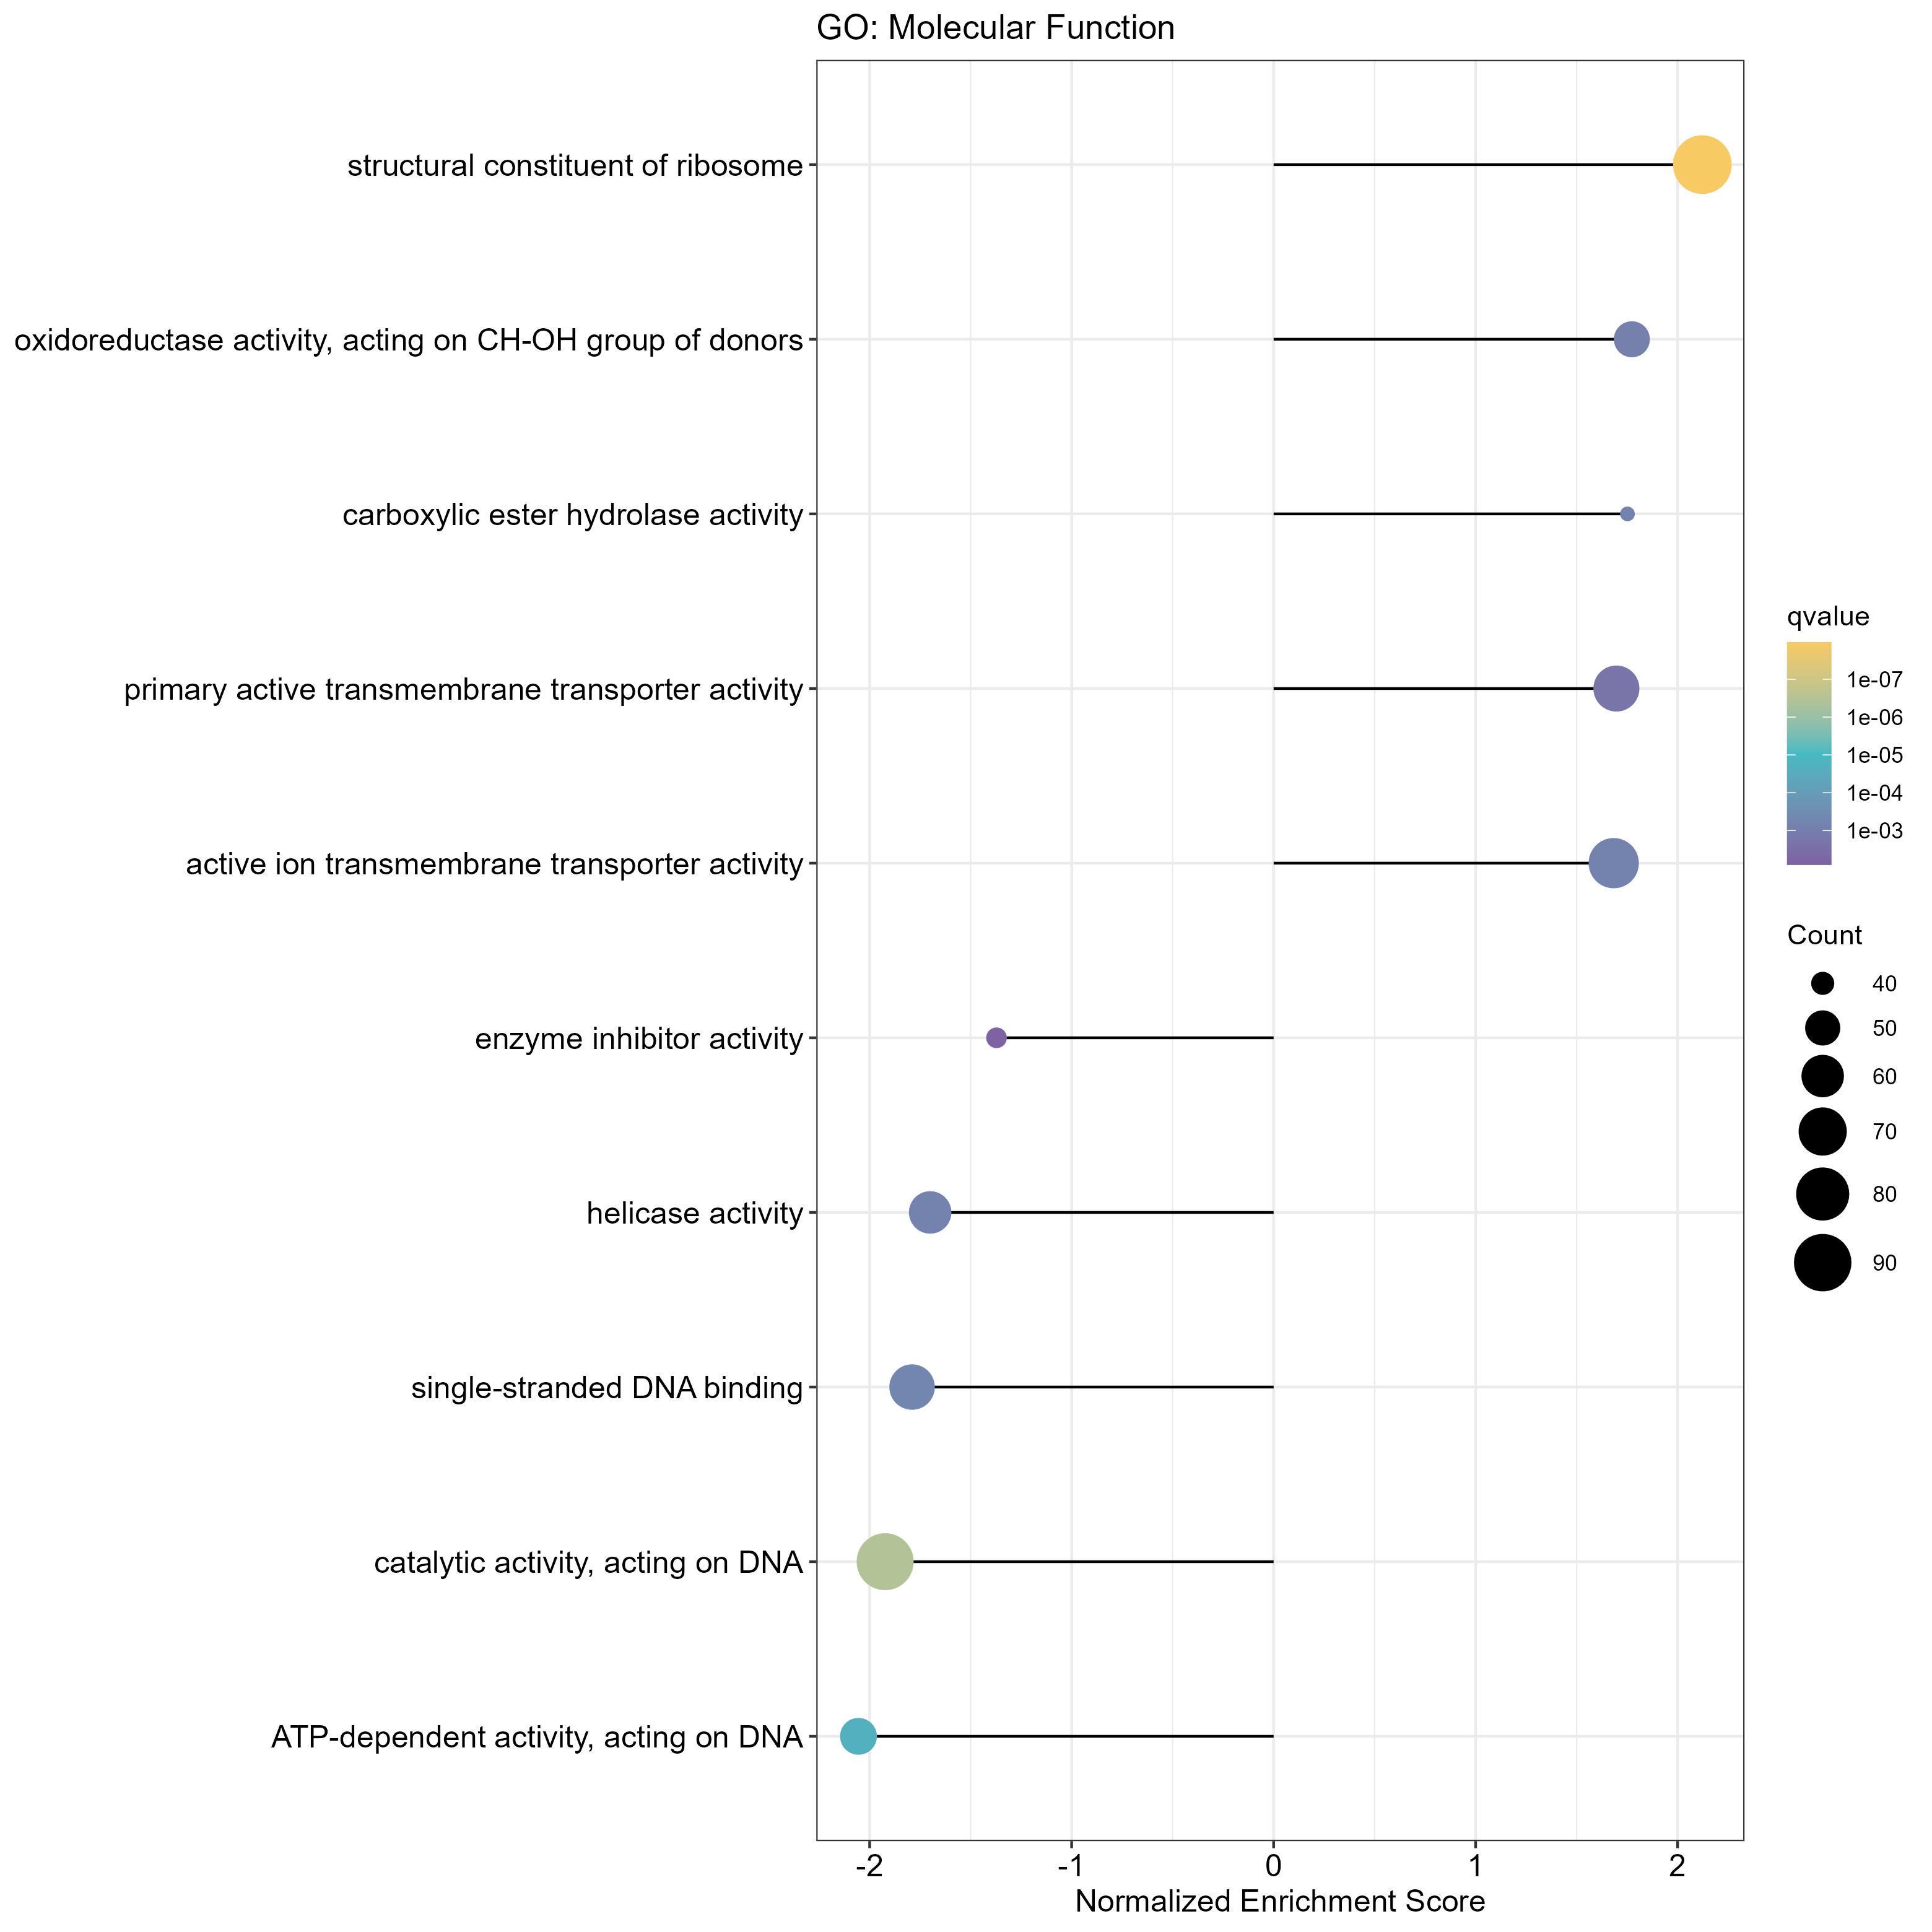 GO: Molecular Function
structural constituent of ribosome
oxidoreductase activity, acting on CH-OH group of donors
carboxylic ester hydrolase activity
primary active transmembrane transporter activity
active ion transmembrane transporter activity
enzyme inhibitor activity
helicase activity
single-stranded DNA binding
catalytic activity, acting on DNA
ATP-dependent activity, acting on DNA
-2 -1 0 1 2
Normalized Enrichment Score
qvalue
1e-07
1e-06
1e-05
1e-04
1e-03
Count
40
50
60
70
80
90